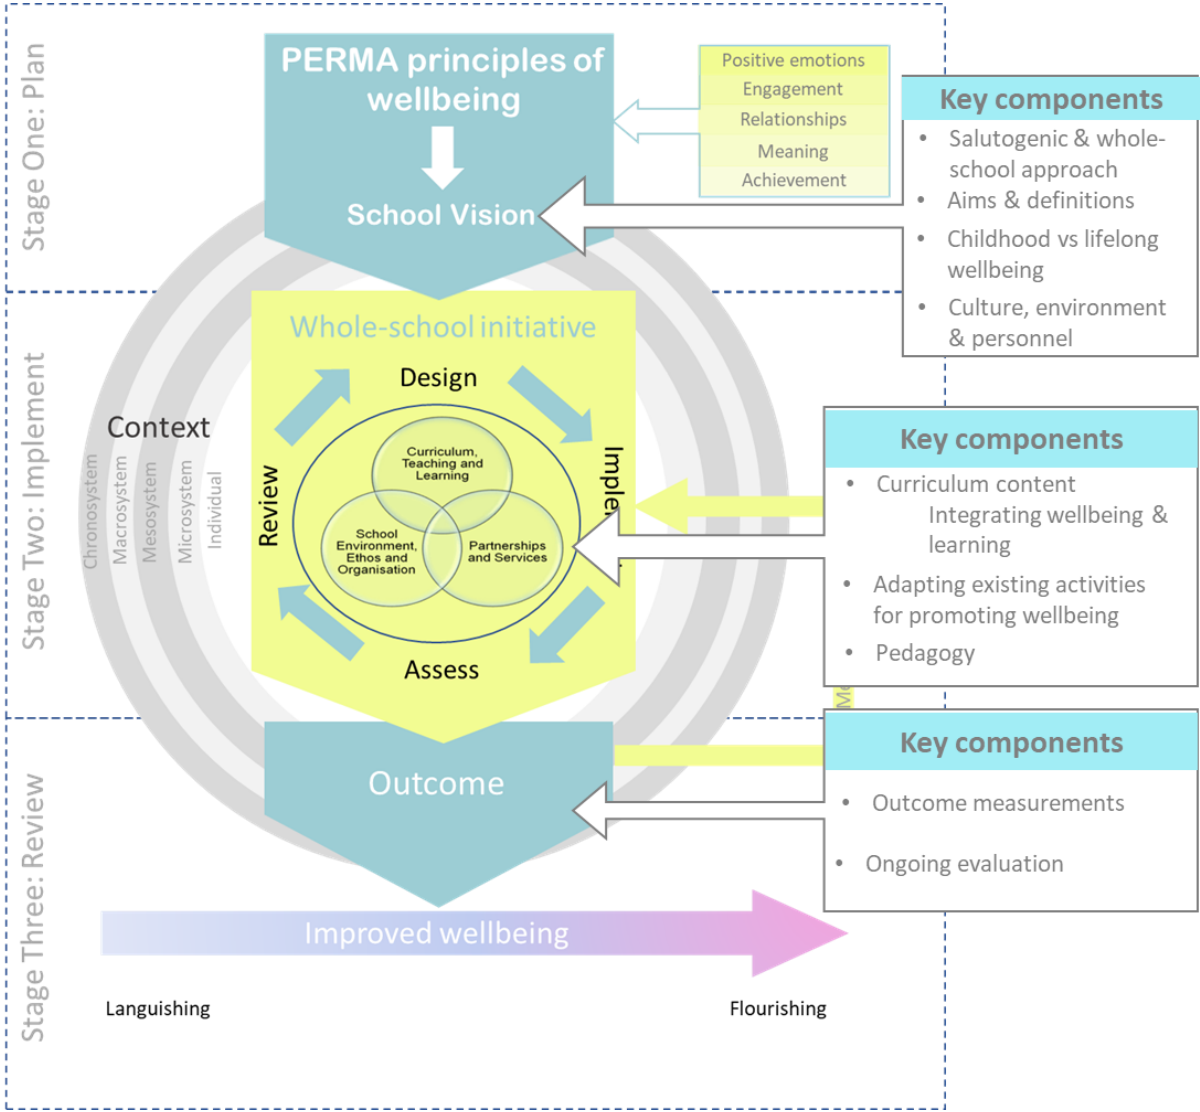 Stage One: Plan
PERMA principles of
wellbeing
School Vision
Positive emotions
Engagement
Relationships
Meaning
Achievement
Key components
• Salutogenic & whole-
school approach
• Aims & definitions
• Childhood vs lifelong
wellbeing
• Culture, environment
& personnel
Stage Two: Implement
Whole-school initiative
Design
Context
Chronosystem
Macrosystem
Mesosystem
Microsystem
Individual
Review
Curriculum,
Teaching and
Learning
School
Environment,
Ethos and
Organisation
Partnerships
and Services
Assess
Key components
• Curriculum content
Integrating wellbeing &
learning
• Adapting existing activities
for promoting wellbeing
• Pedagogy
Stage Three: Review
Outcome
Key components
• Outcome measurements
• Ongoing evaluation
Improved wellbeing
Languishing
Flourishing